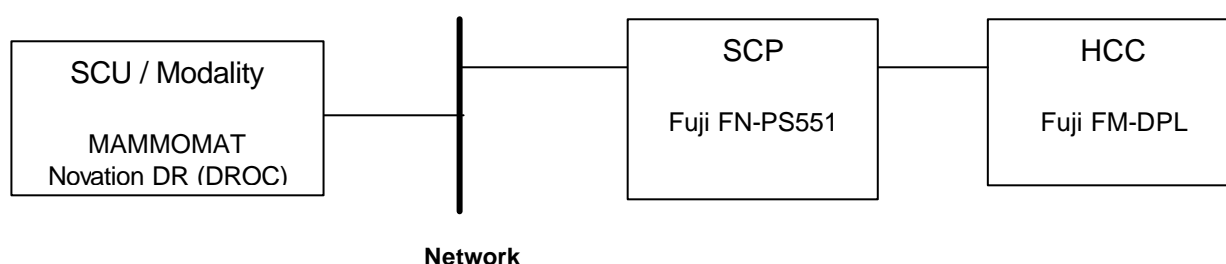 SCU / Modality
MAMMOMAT
Novation DR (DROC)
SCP
Fuji FN-PS551
HCC
Fuji FM-DPL
Network